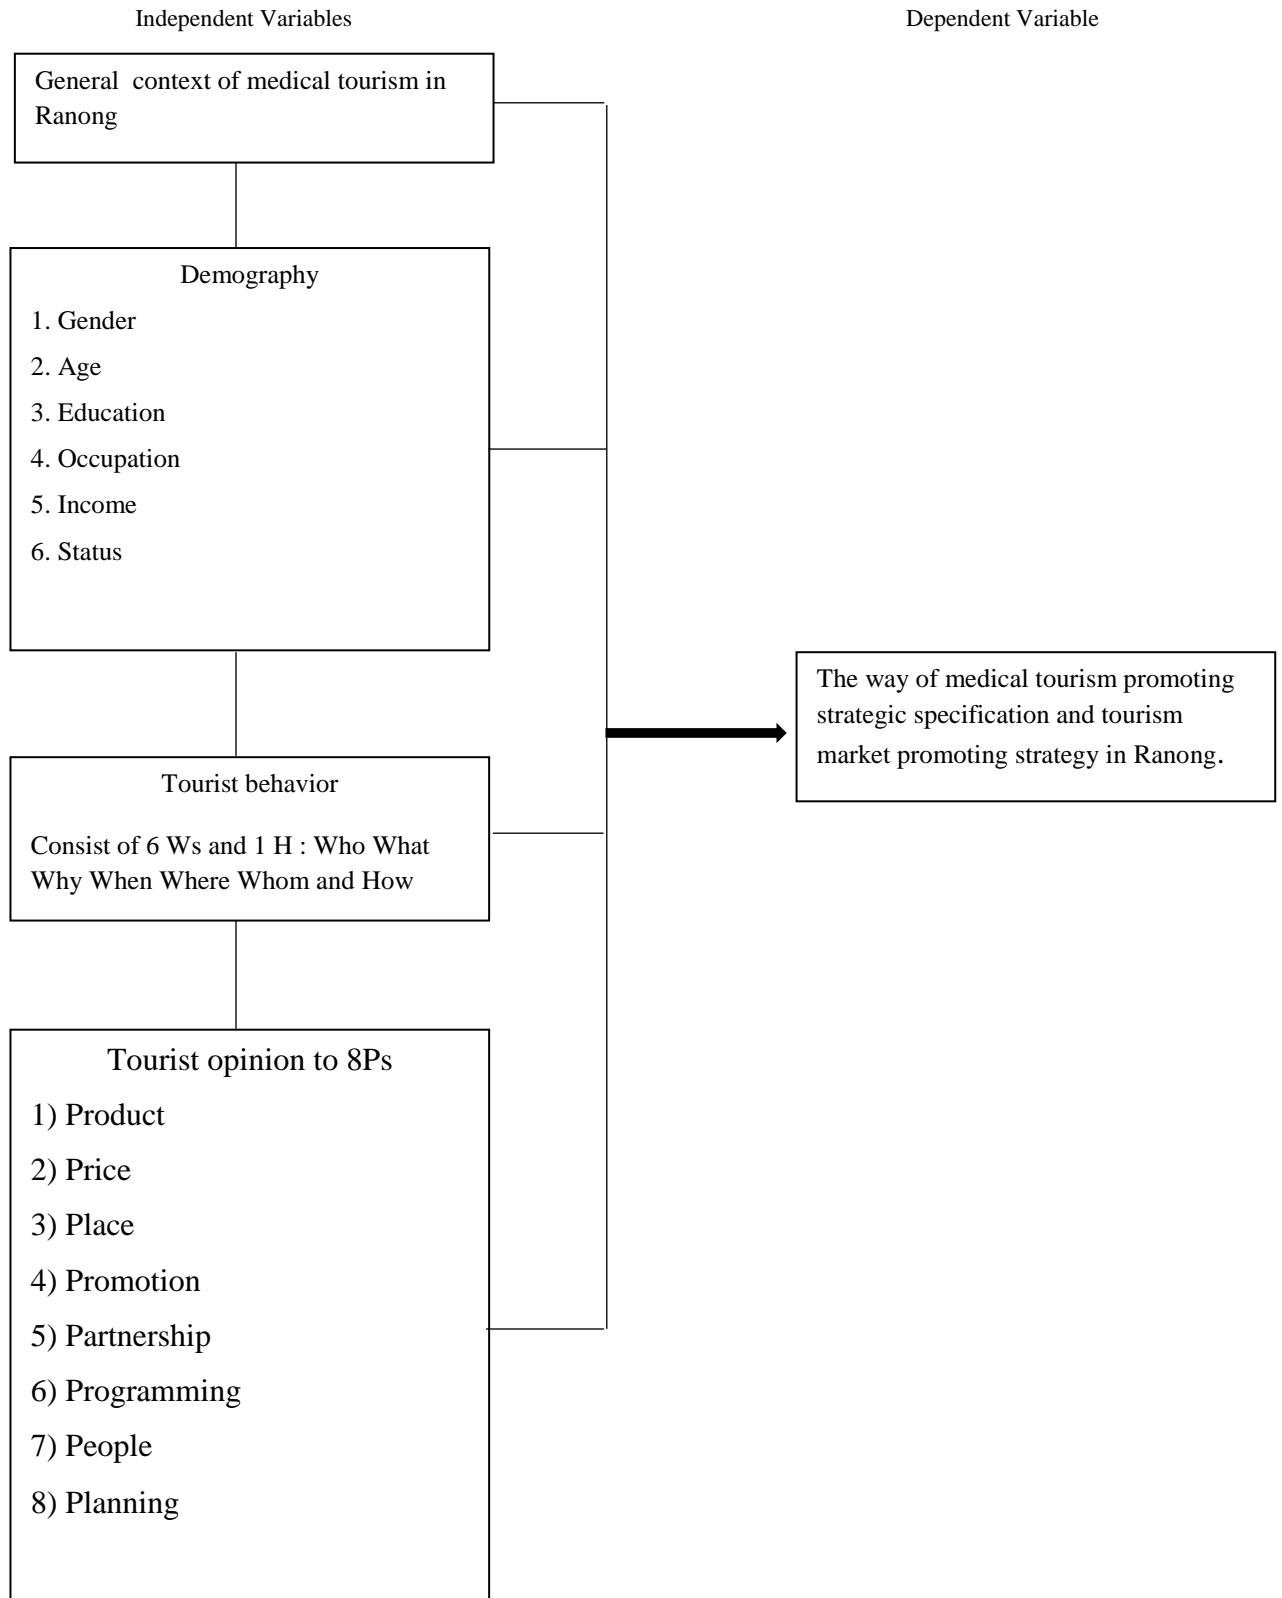 Independent Variables
Dependent Variable
General context of medical tourism in
Ranong
Demography
1. Gender
2. Age
3. Education
4. Occupation
5. Income
6. Status
The way of medical tourism promoting
strategic specification and tourism
market promoting strategy in Ranong.
Tourist behavior
Consist of 6 Ws and 1 H : Who What
Why When Where Whom and How
Tourist opinion to 8Ps
1) Product
2) Price
3) Place
4) Promotion
5) Partnership
6) Programming
7) People
8) Planning